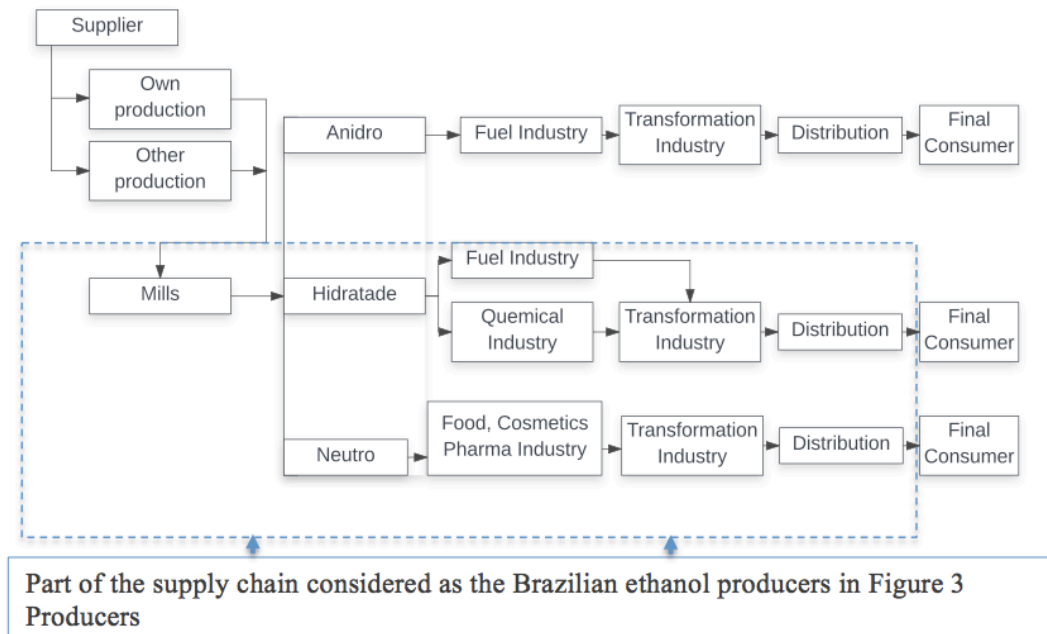 Supplier
Own
production
Other
production
Anidro
Fuel Industry
Transformation
Industry
Distribution
Final
Consumer
Mills
Hidratade
Fuel Industry
Quemical
Industry
Transformation
Industry
Distribution
Final
Consumer
Neutro
Food, Cosmetics
Pharma Industry
Transformation
Industry
Distribution
Final
Consumer
Part of the supply chain considered as the Brazilian ethanol producers in Figure 3
Producers